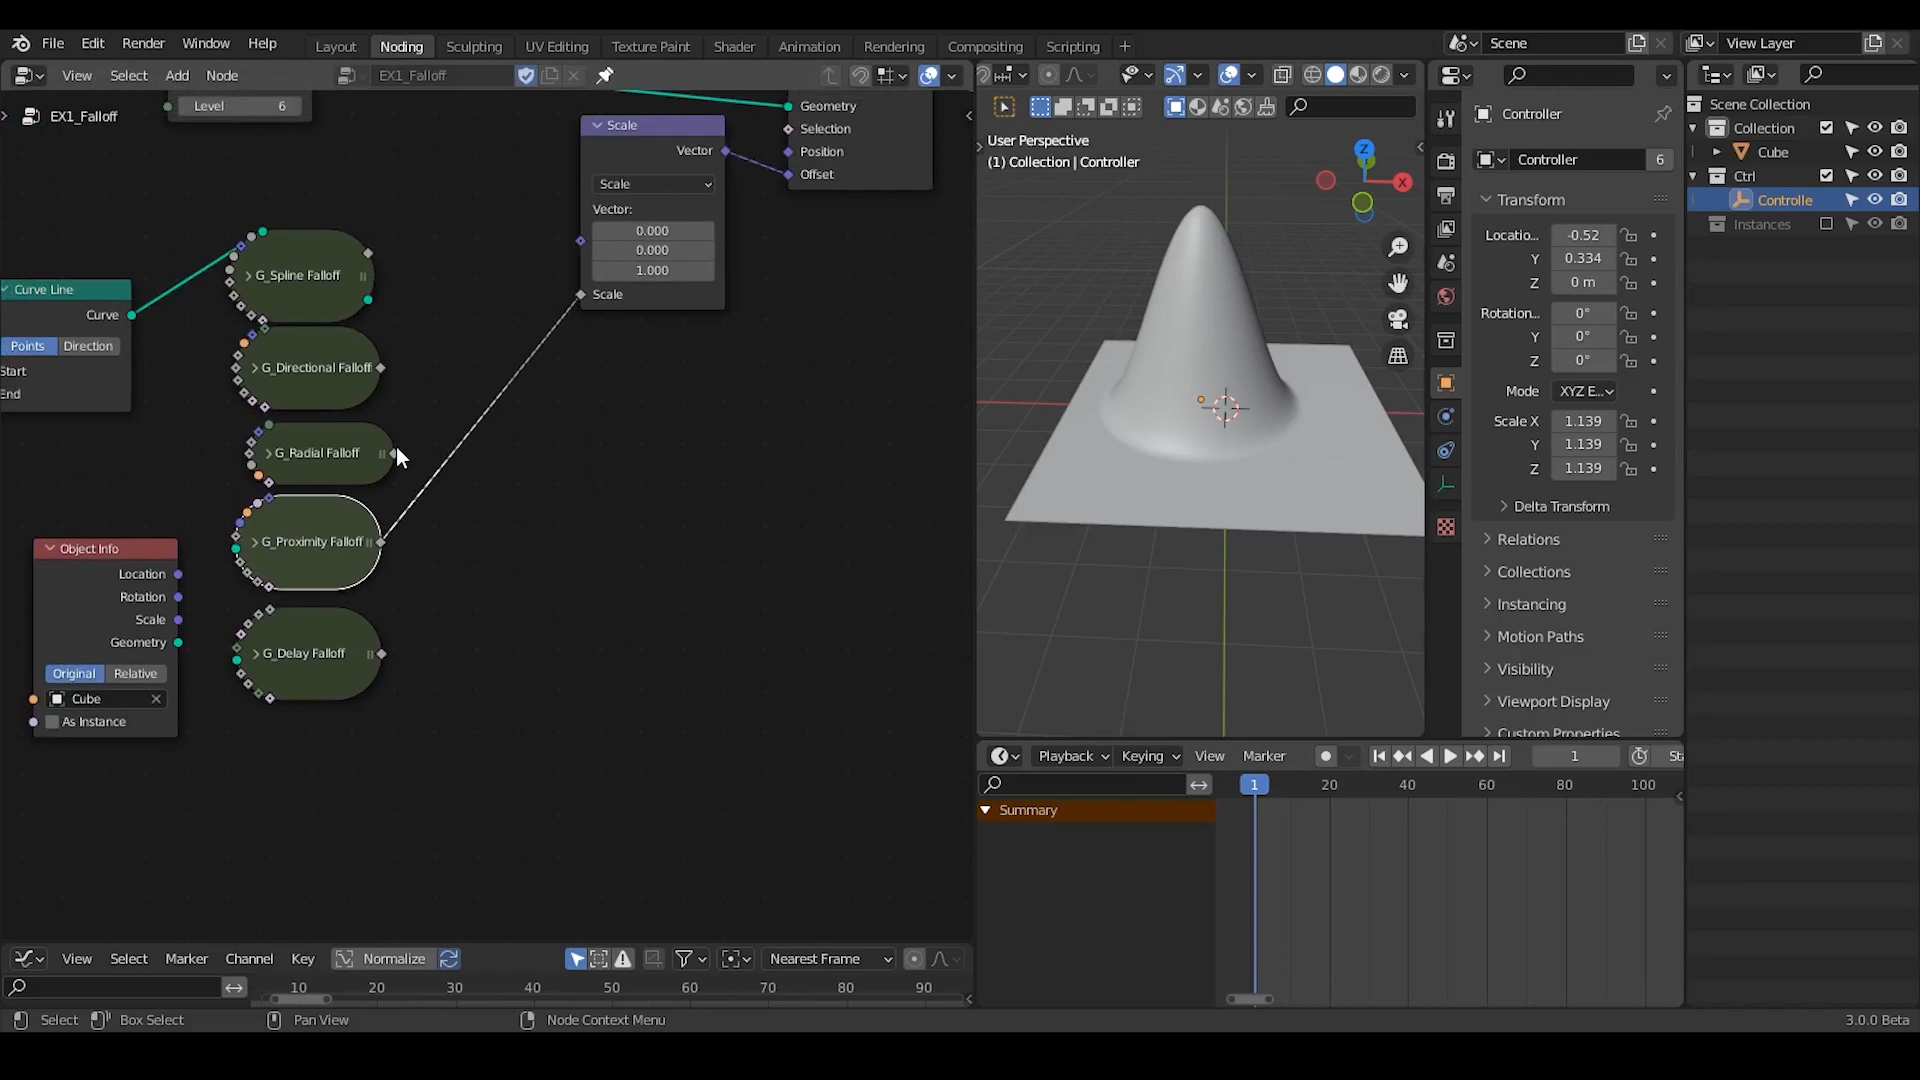 File Edit Render Window Help Layout Noding Sculpting UV Editing Texture Paint Shader Animation Rendering Compositing Scripting Scene View Layer
View Select Add Node EX1_Falloff
EX1_Falloff
Level 6
Scale
Vector
Scale
Vector:
0.000
0.000
1.000
Scale
Geometry
Selection
Position
Offset
Curve Line
Curve
Points Direction
Start
End
G_Spline Falloff
G_Directional Falloff
G_Radial Falloff
G_Proximity Falloff
G_Delay Falloff
Object Info
Location
Rotation
Scale
Geometry
Original Relative
Cube
As Instance
User Perspective
(1) Collection | Controller
Z
X
Controller
Controller 6
Transform
Locatio... -0.52
Y 0.334
Z 0 m
Rotation... 0°
Y 0°
Z 0°
Mode XYZ E...
Scale X 1.139
Y 1.139
Z 1.139
Delta Transform
Relations
Collections
Instancing
Motion Paths
Visibility
Viewport Display
Custom Properties
Scene Collection
Collection
Cube
Ctrl
Controlle
Instances
Playback Keying View Marker 1 Sta
1 20 40 60 80 100
Summary
View Select Marker Channel Key Normalize Nearest Frame
10 20 30 40 50 60 70 80 90
Select Box Select Pan View Node Context Menu 3.0.0 Beta